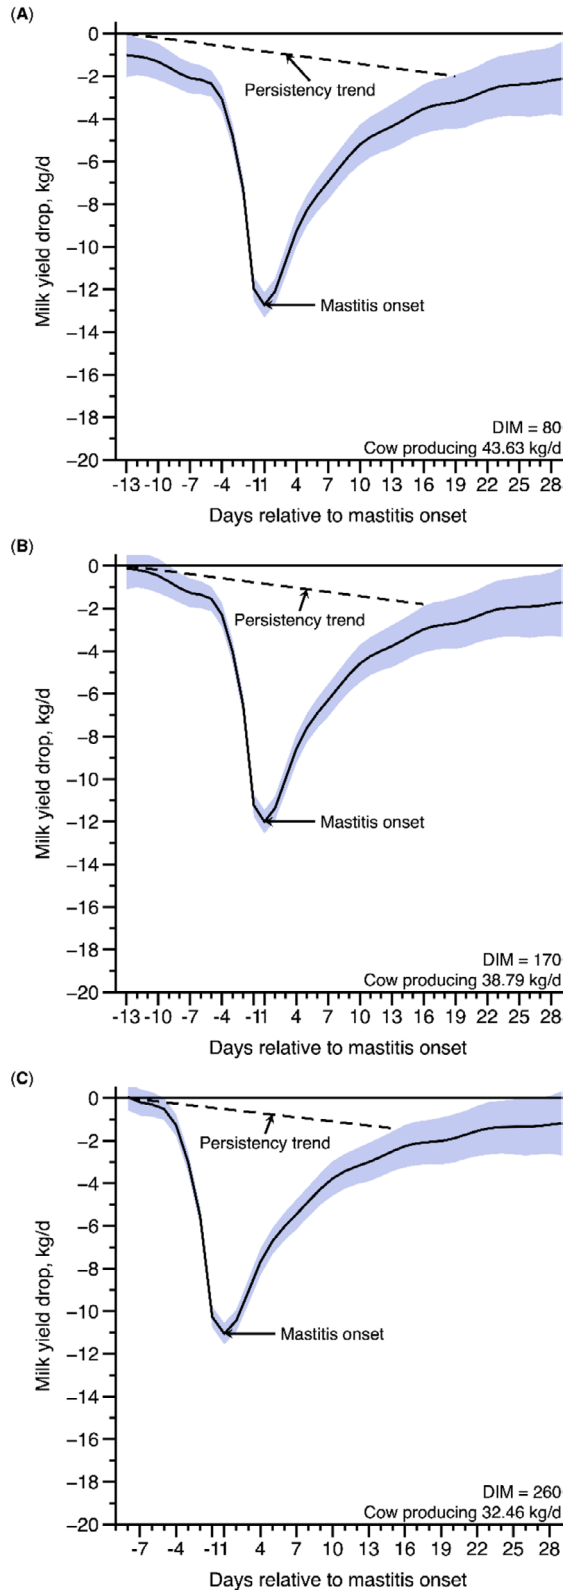 (A)
Milk yield drop, kg/d
0
−2
−4
−6
−8
−10
−12
−14
−16
−18
−20
Persistency trend
Mastitis onset
DIM = 80
Cow producing 43.63 kg/d
-13 -10 -7 -4 -11 4 7 10 13 16 19 22 25 28
Days relative to mastitis onset
(B)
Milk yield drop, kg/d
0
−2
−4
−6
−8
−10
−12
−14
−16
−18
−20
Persistency trend
Mastitis onset
DIM = 170
Cow producing 38.79 kg/d
-13 -10 -7 -4 -11 4 7 10 13 16 19 22 25 28
Days relative to mastitis onset
(C)
Milk yield drop, kg/d
0
−2
−4
−6
−8
−10
−12
−14
−16
−18
−20
Persistency trend
Mastitis onset
DIM = 260
Cow producing 32.46 kg/d
-7 -4 -11 4 7 10 13 16 19 22 25 28
Days relative to mastitis onset